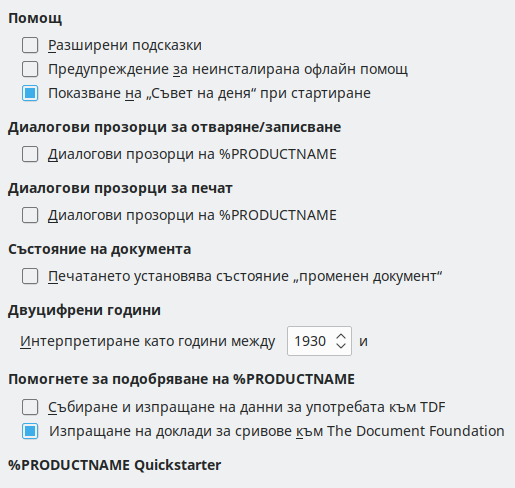 Помощ
Разширени подсказки
Предупреждение за неинсталирана офлайн помощ
Показване на „Съвет на деня“ при стартиране
Диалогови прозорци за отваряне/записване
Диалогови прозорци на %PRODUCTNAME
Диалогови прозорци за печат
Диалогови прозорци на %PRODUCTNAME
Състояние на документа
Печатането установява състояние „променен документ“
Двуцифрени години
Интерпретиране като години между 1930 и
Помогнете за подобряване на %PRODUCTNAME
Събиране и изпращане на данни за употребата към TDF
Изпращане на доклади за сривове към The Document Foundation
%PRODUCTNAME Quickstarter